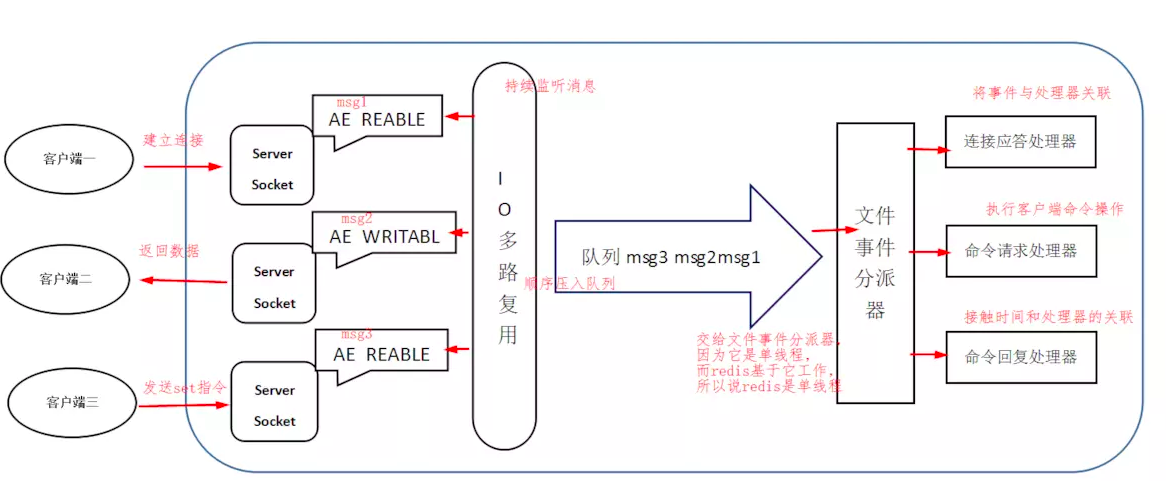 持续监听消息
将事件与处理器关联
客户端一
建立连接
Server
Socket
msg1
AE REABLE
连接应答处理器
客户端二
返回数据
Server
Socket
msg2
AE WRITABL
IO多路复用
队列 msg3 msg2msg1
顺序压入队列
文件
事件
分派
器
执行客户端命令操作
命令请求处理器
客户端三
发送set指令
Server
Socket
msg3
AE REABLE
交给文件事件分派器，
因为它是单线程，
而redis基于它工作，
所以说redis是单线程
接触时间和处理器的关联
命令回复处理器